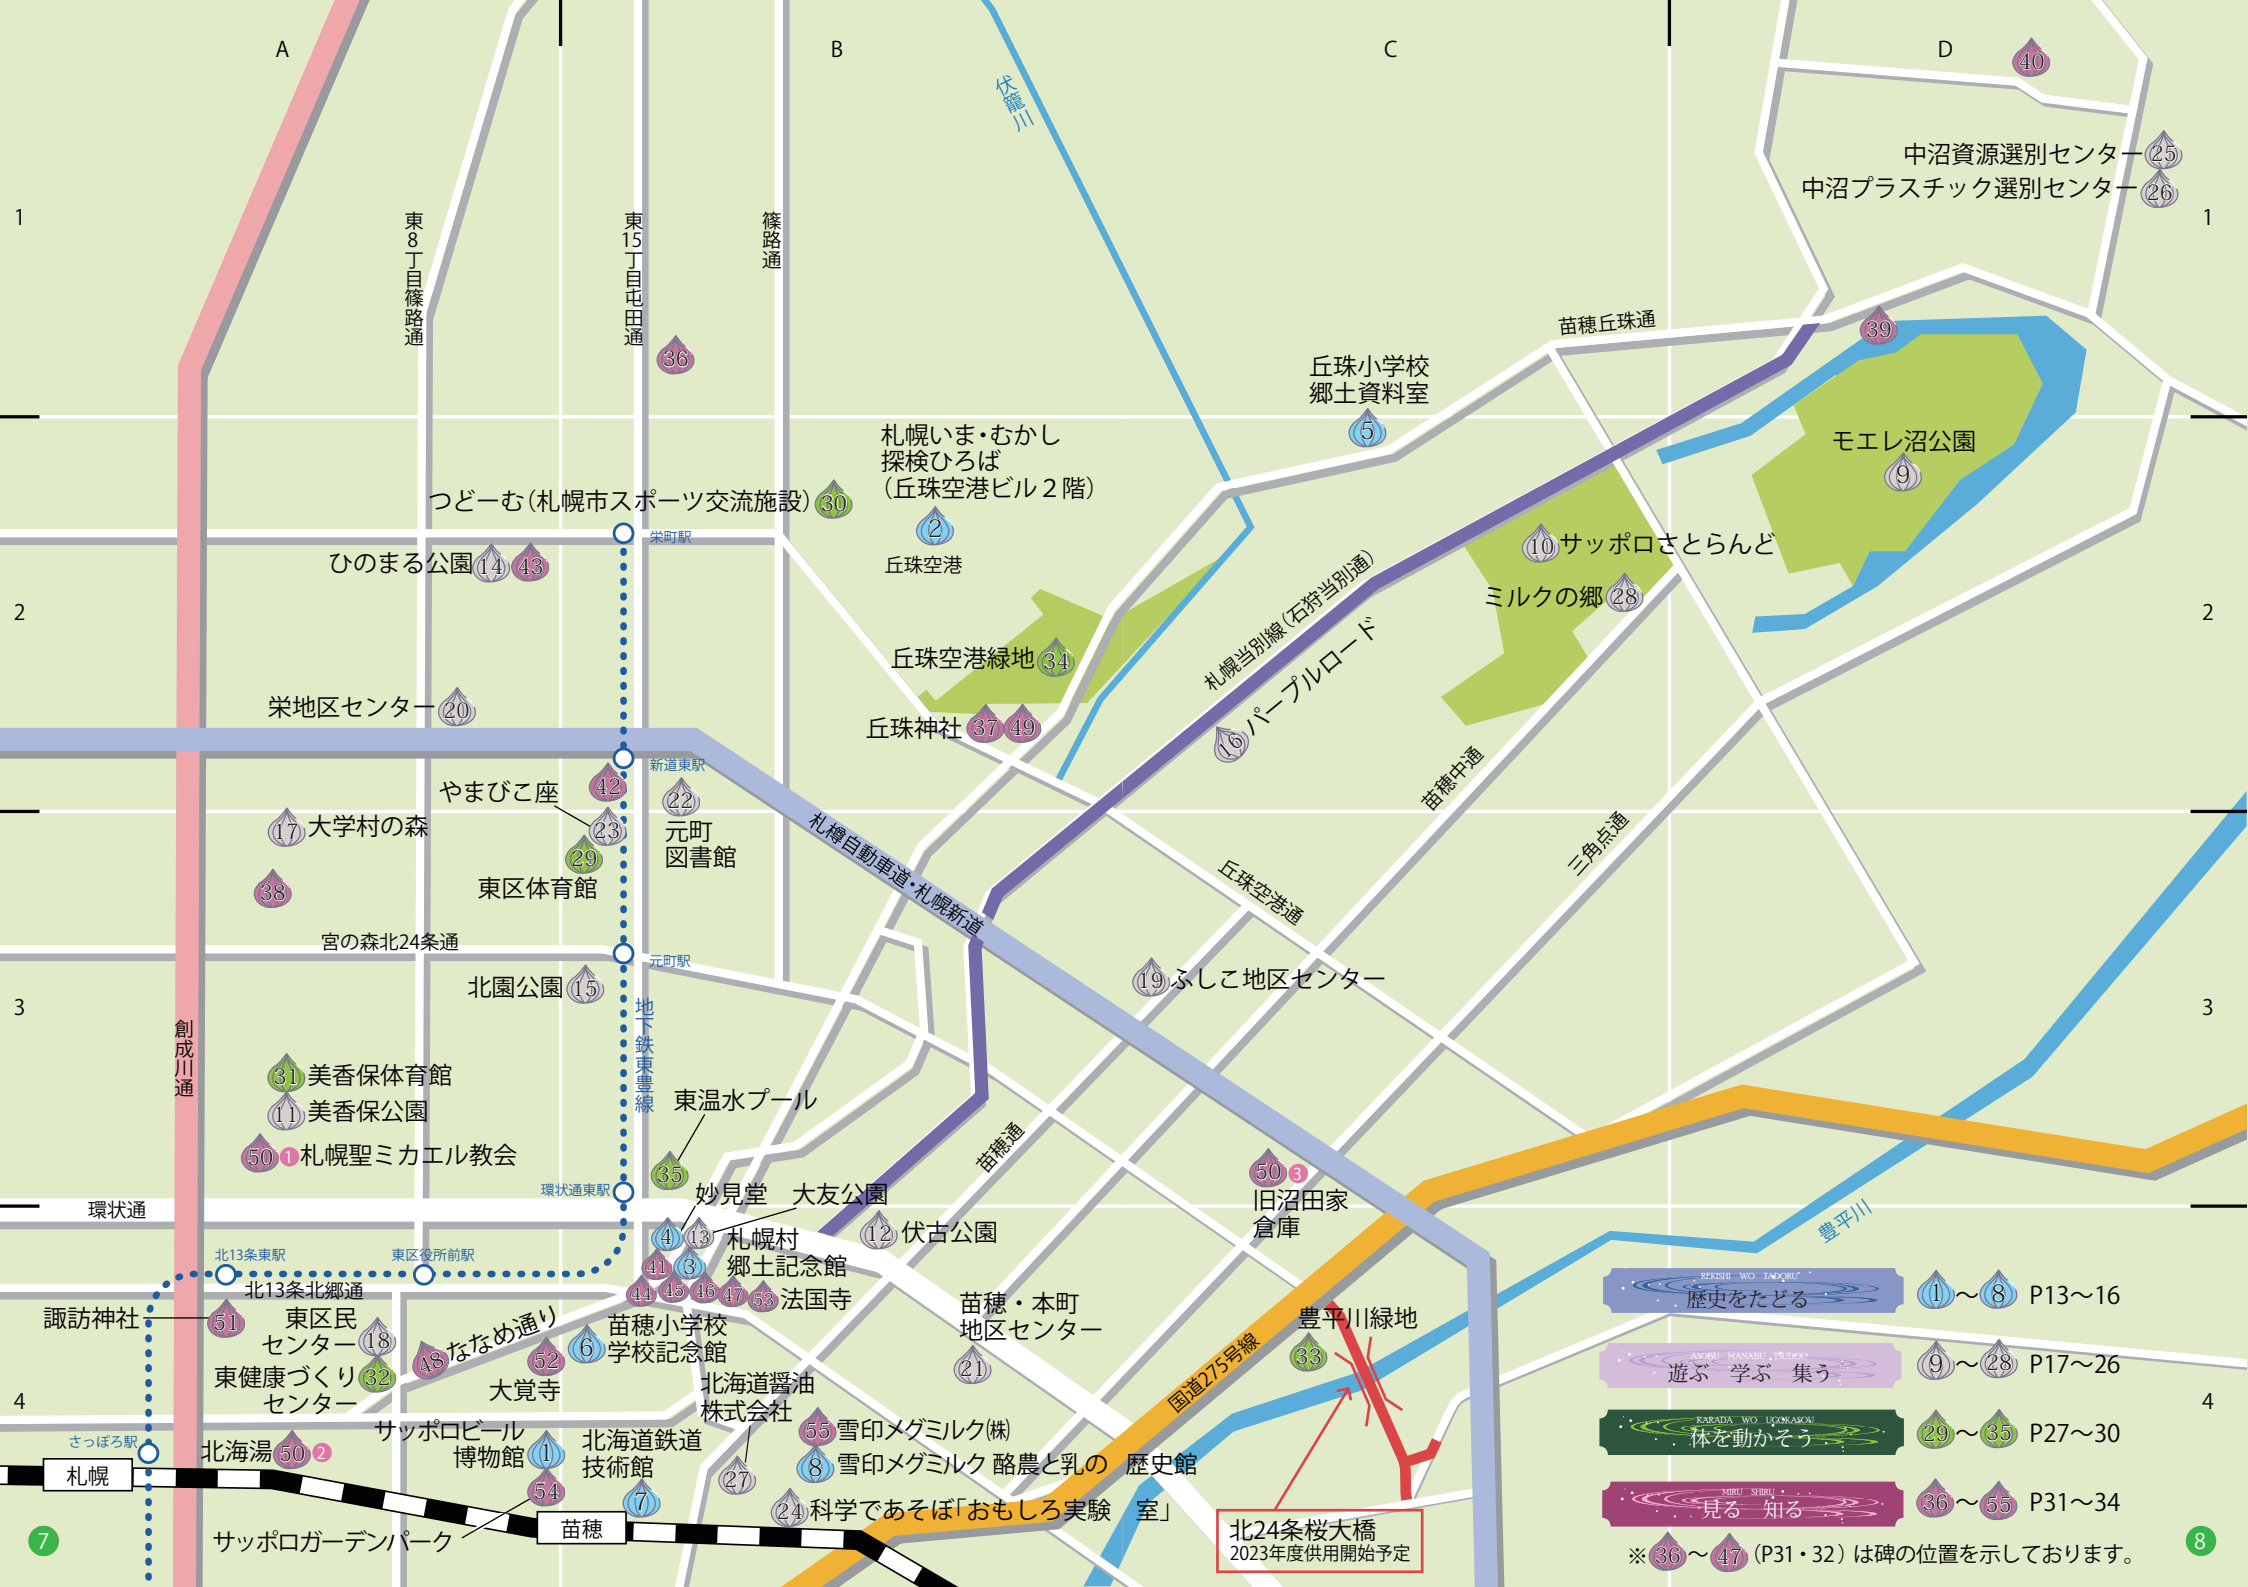 A
B
C
D
1
2
3
4
1
2
3
4
伏籠川
40
中沼資源選別センター 25
中沼プラスチック選別センター 26
東8丁目篠路通
東15丁目屯田通
篠路通
36
苗穂丘珠通
39
丘珠小学校
郷土資料室
5
モエレ沼公園
9
札幌いま・むかし
探検ひろば
（丘珠空港ビル２階）
2
丘珠空港
つどーむ（札幌市スポーツ交流施設） 30
栄町駅
ひのまる公園 14 43
10 サッポロさとらんど
ミルクの郷 28
札幌当別線（石狩当別通）
16 パープルロード
丘珠空港緑地 34
丘珠神社 37 49
栄地区センター 20
新道東駅
42
やまびこ座
23
22
元町
図書館
29
東区体育館
17 大学村の森
38
札樽自動車道・札幌新道
苗穂中通
三角点通
丘珠空港通
宮の森北24条通
元町駅
北園公園 15
19 ふしこ地区センター
地下鉄東豊線
創成川通
31 美香保体育館
11 美香保公園
50 1 札幌聖ミカエル教会
東温水プール
35
苗穂通
50 3
旧沼田家
倉庫
環状通
環状通東駅
妙見堂
大友公園
4 13
札幌村
郷土記念館
41 3
44 45 46 47 53 法国寺
12 伏古公園
豊平川
北13条東駅
東区役所前駅
北13条北郷通
諏訪神社
51
東区民
センター 18
東健康づくり
センター
32
48 ななめ通り
52
大覚寺
6 苗穂小学校
学校記念館
苗穂・本町
地区センター
21
豊平川緑地
33
国道275号線
北海道醤油
株式会社
27
55 雪印メグミルク㈱
8 雪印メグミルク 酪農と乳の 歴史館
サッポロビール
博物館 1
54
北海道鉄道
技術館
7
24 科学であそぼ「おもしろ実験 室」
さっぽろ駅
北海湯 50 2
札幌
苗穂
サッポロガーデンパーク
北24条桜大橋
2023年度供用開始予定
REKISHI WO TADORU
歴史をたどる
1～8 P13～16
ASOBU MANABU TSUDOU
遊ぶ 学ぶ 集う
9～28 P17～26
KARADA WO UGOKASOU
体を動かそう
29～35 P27～30
MIRU SHIRU
見る 知る
36～55 P31～34
※36～47（P31・32）は碑の位置を示しております。
7
8